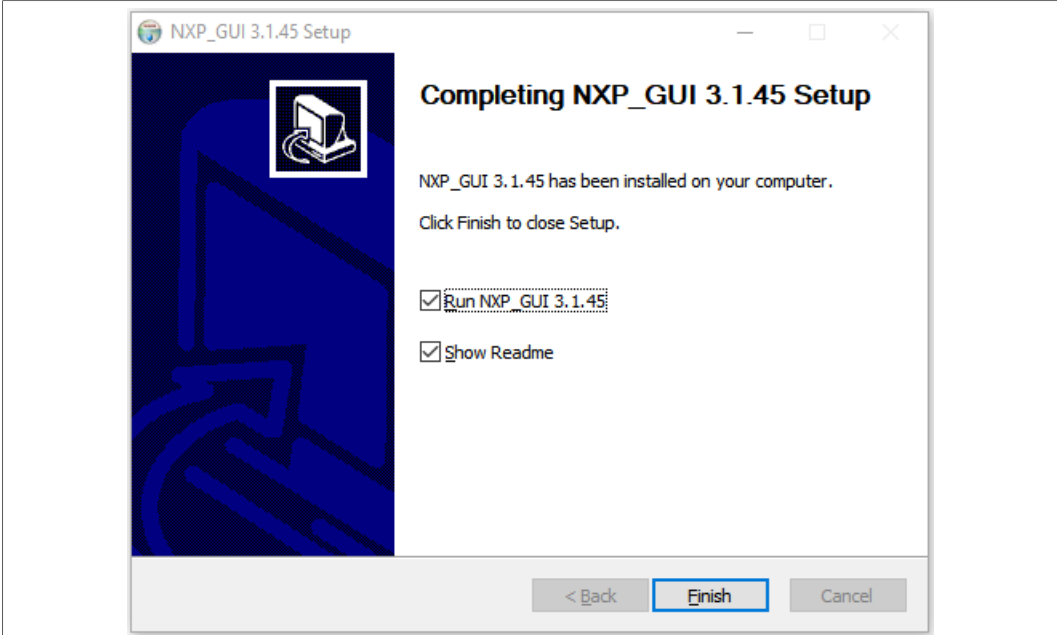 NXP_GUI 3.1.45 Setup
Completing NXP_GUI 3.1.45 Setup
NXP_GUI 3.1.45 has been installed on your computer.
Click Finish to close Setup.
Run NXP_GUI 3.1.45
Show Readme
< Back Finish Cancel